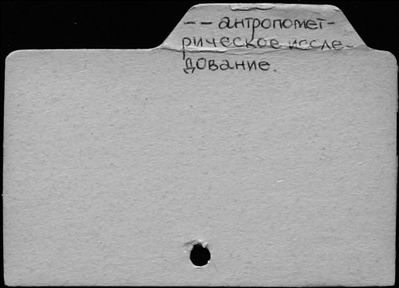 -- антропомет-
рическое иссле-
дование.